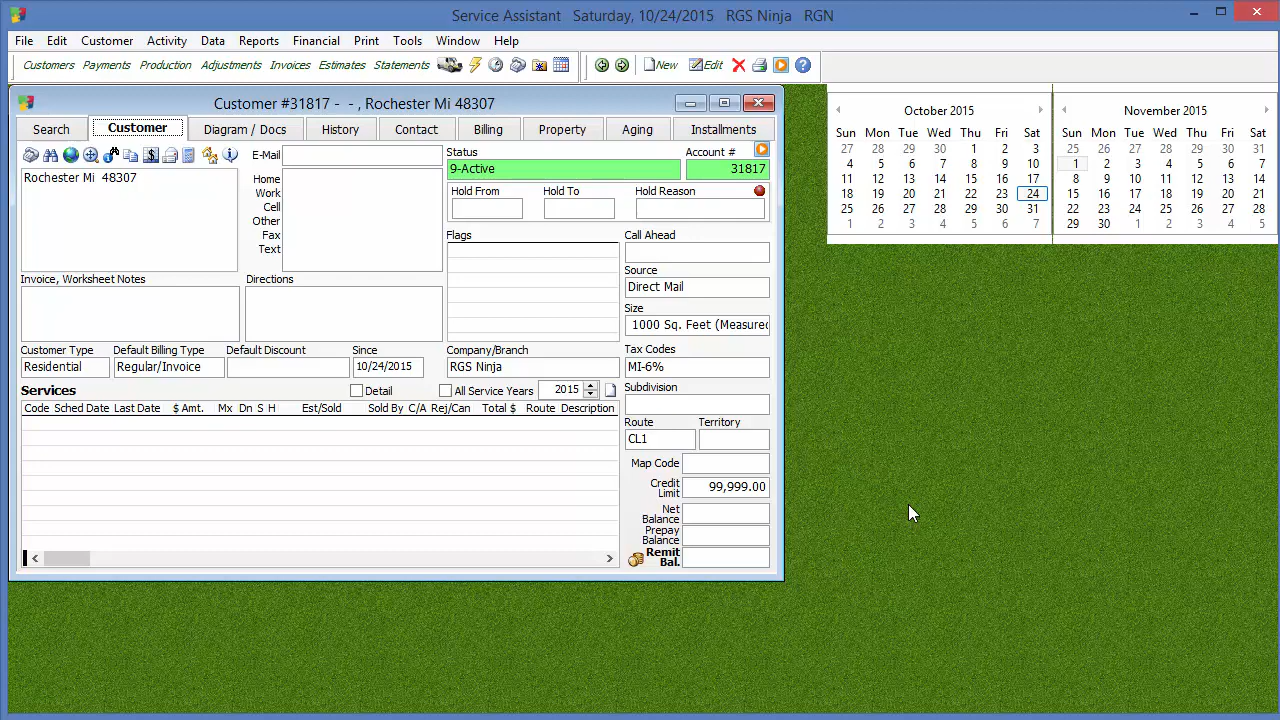 Service Assistant Saturday, 10/24/2015 RGS Ninja RGN
File Edit Customer Activity Data Reports Financial Print Tools Window Help
Customers Payments Production Adjustments Invoices Estimates Statements New Edit
Customer #31817 - - , Rochester Mi 48307
Search Customer Diagram / Docs History Contact Billing Property Aging Installments
Rochester Mi 48307
E-Mail
Home
Work
Cell
Other
Fax
Text
Status Account #
9-Active 31817
Hold From Hold To Hold Reason
Flags
Call Ahead
Source
Direct Mail
Size
1000 Sq. Feet (Measured
Invoice, Worksheet Notes Directions
Customer Type Default Billing Type Default Discount Since Company/Branch
Residential Regular/Invoice 10/24/2015 RGS Ninja
Tax Codes
MI-6%
Subdivision
Route Territory
CL1
Map Code
Credit Limit 99,999.00
Net Balance
Prepay Balance
Remit Bal.
Services Detail All Service Years 2015
Code Sched Date Last Date $ Amt. Mx Dn S H Est/Sold Sold By C/A Rej/Can Total $ Route Description
October 2015
Sun Mon Tue Wed Thu Fri Sat
27 28 29 30 1 2 3
4 5 6 7 8 9 10
11 12 13 14 15 16 17
18 19 20 21 22 23 24
25 26 27 28 29 30 31
1 2 3 4 5 6 7
November 2015
Sun Mon Tue Wed Thu Fri Sat
25 26 27 28 29 30 31
1 2 3 4 5 6 7
8 9 10 11 12 13 14
15 16 17 18 19 20 21
22 23 24 25 26 27 28
29 30 1 2 3 4 5